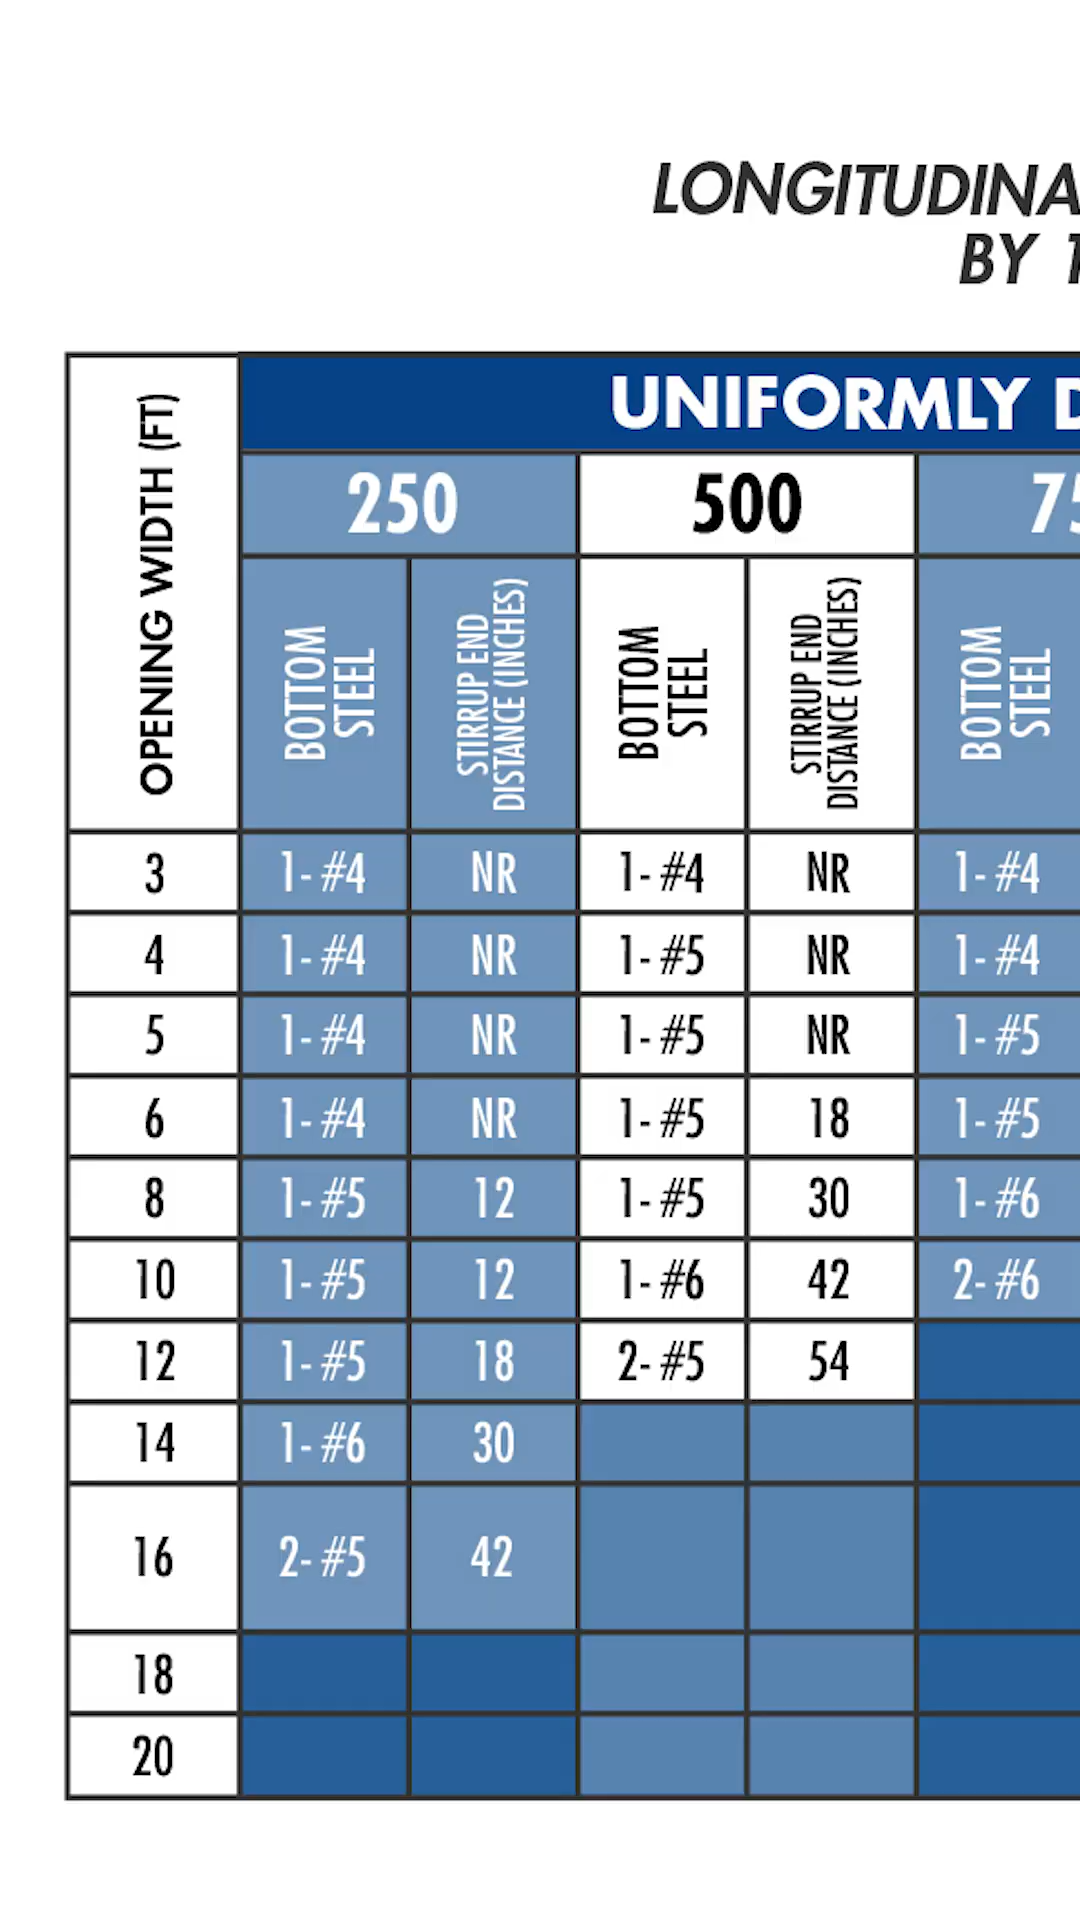 LONGITUDINA
BY
UNIFORMLY
OPENING WIDTH (FT)
250 500
BOTTOM STEEL STIRRUP END DISTANCE (INCHES) BOTTOM STEEL STIRRUP END DISTANCE (INCHES) BOTTOM STEEL
3 1- #4 NR 1- #4 NR 1- #4
4 1- #4 NR 1- #5 NR 1- #4
5 1- #4 NR 1- #5 NR 1- #5
6 1- #4 NR 1- #5 18 1- #5
8 1- #5 12 1- #5 30 1- #6
10 1- #5 12 1- #6 42 2- #6
12 1- #5 18 2- #5 54
14 1- #6 30
16 2- #5 42
18
20